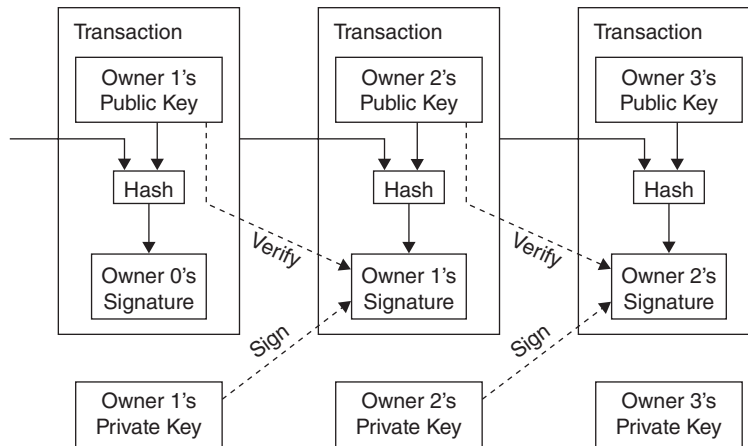 Transaction
Transaction
Transaction
Owner 1's
Public Key
Owner 2's
Public Key
Owner 3's
Public Key
Hash
Hash
Hash
Verify
Verify
Owner 0's
Signature
Owner 1's
Signature
Owner 2's
Signature
Sign
Sign
Owner 1's
Private Key
Owner 2's
Private Key
Owner 3's
Private Key